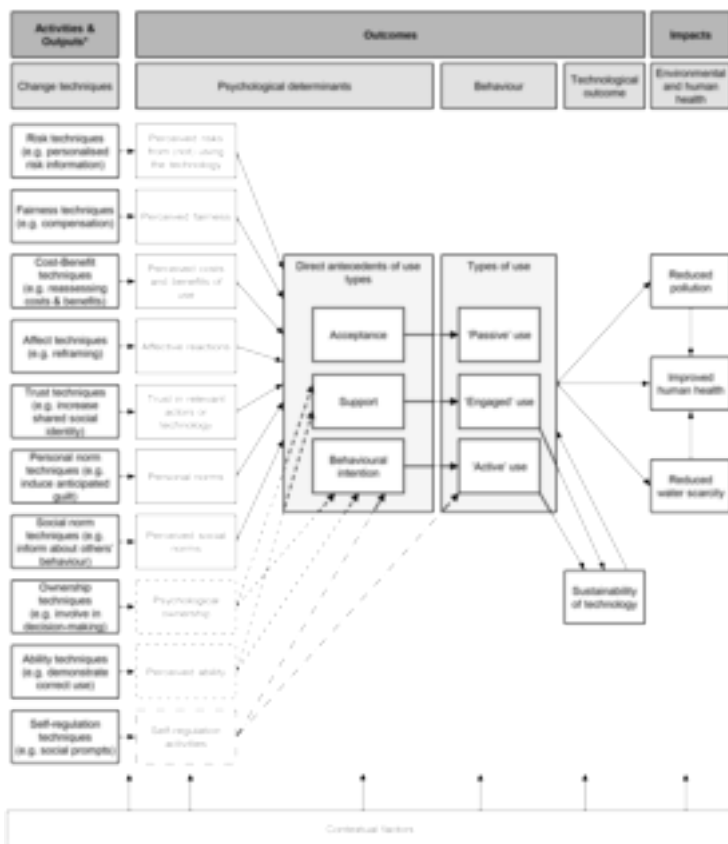 Activities &
Outputs*
Outcomes
Impacts
Change techniques
Psychological determinants
Behaviour
Technological
outcome
Environmental
and human
health
Risk techniques
(e.g. personalised
risk information)
Perceived risks
from (not) using
the technology
Fairness techniques
(e.g. compensation)
Perceived fairness
Cost-Benefit
techniques
(e.g. reassessing
costs & benefits)
Perceived costs
and benefits of
use
Affect techniques
(e.g. reframing)
Affective reactions
Trust techniques
(e.g. increase
shared social
identity)
Trust in relevant
actors or
technology
Personal norm
techniques (e.g.
induce anticipated
guilt)
Personal norms
Social norm
techniques (e.g.
inform about others'
behaviour)
Perceived social
norms
Ownership
techniques
(e.g. involve in
decision-making)
Psychological
ownership
Ability techniques
(e.g. demonstrate
correct use)
Perceived ability
Self-regulation
techniques
(e.g. social prompts)
Self-regulation
activities
Direct antecedents of use
types
Acceptance
Support
Behavioural
intention
Types of use
'Passive' use
'Engaged' use
'Active' use
Sustainability
of technology
Reduced
pollution
Improved
human health
Reduced
water scarcity
Contextual factors